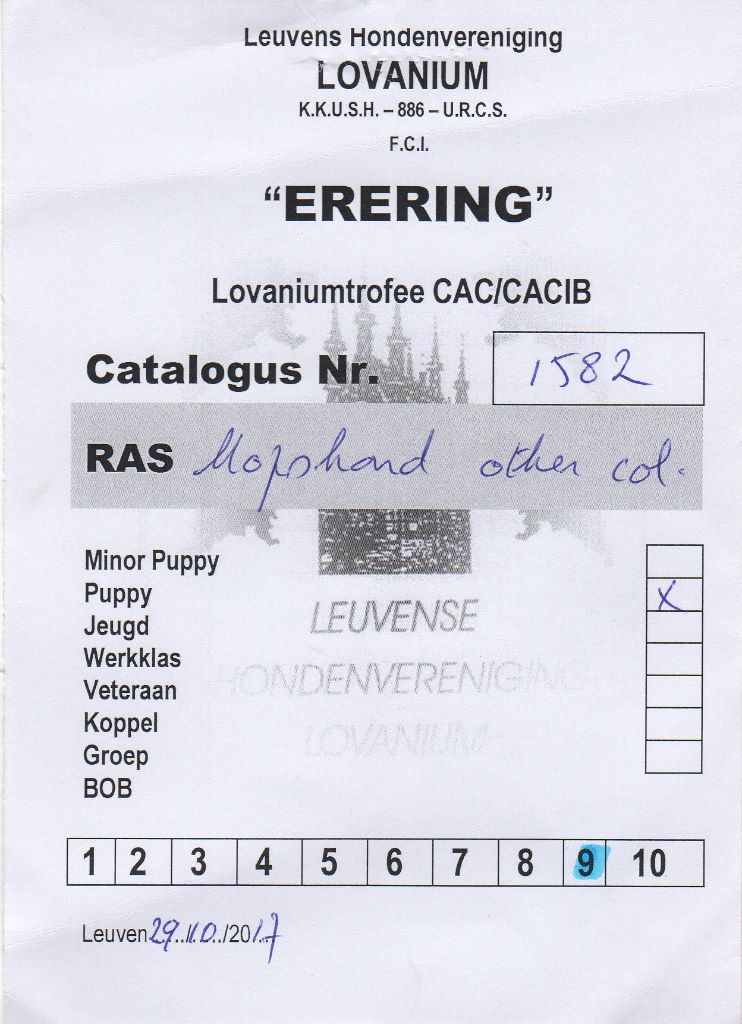 Leuvens Hondenvereniging
LOVANIUM
K.K.U.S.H. – 886 – U.R.C.S.
F.C.I.
“ERERING”
Lovaniumtrofee CAC/CACIB
Catalogus Nr. 1582
RAS Mopshond other col.
Minor Puppy
Puppy X
Jeugd
Werkklas
Veteraan
Koppel
Groep
BOB
LEUVENSE
HONDENVERENIGING
LOVANIUM
1 2 3 4 5 6 7 8 9 10
Leuven 29../10../2017